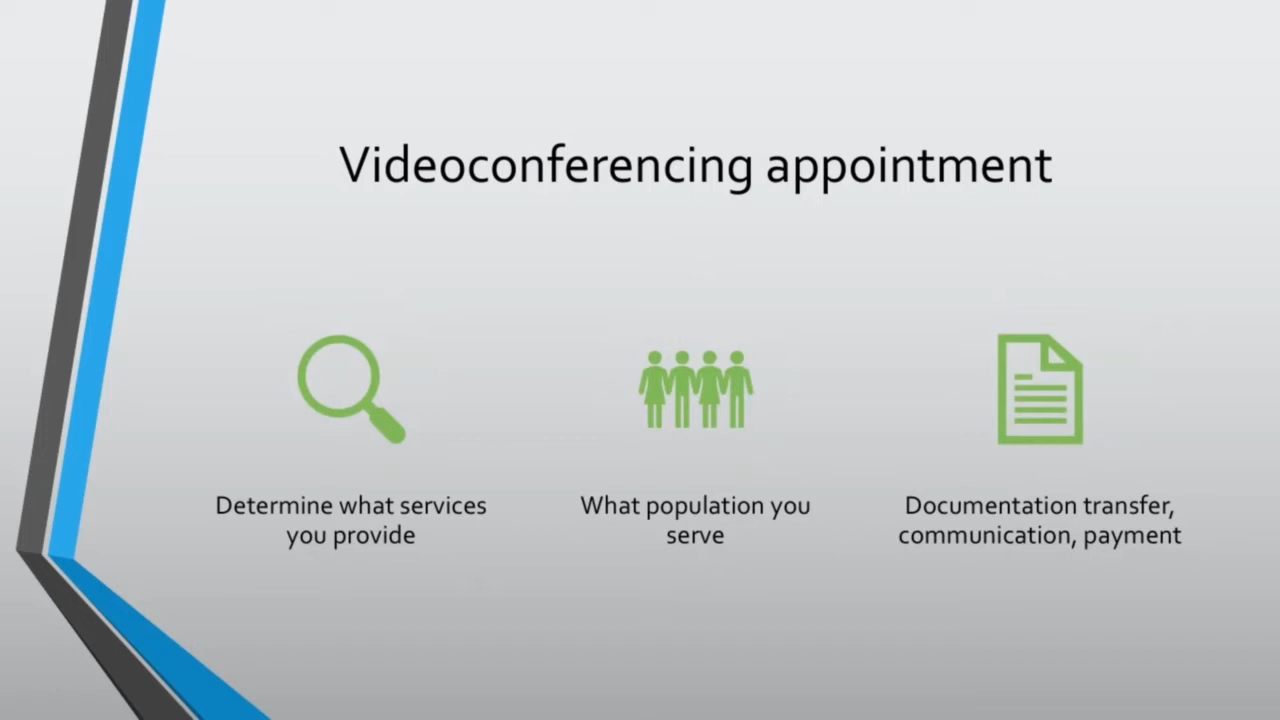 Videoconferencing appointment
Determine what services
you provide
What population you
serve
Documentation transfer,
communication, payment